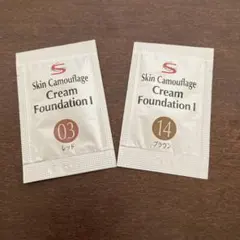 S
Skin Camouflage
Cream
Foundation I
03
レッド
S
Skin Camouflage
Cream
Foundation I
14
ブラウン